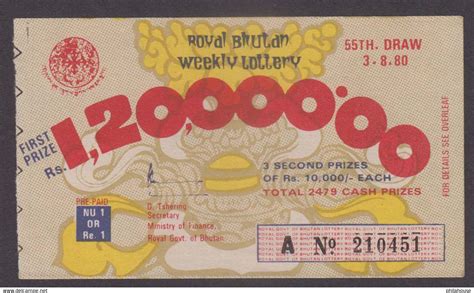 Royal Bhutan
Weekly Lottery
55TH. DRAW
3-8-80
FIRST
PRIZE
Rs. 1,20,000.00
3 SECOND PRIZES
OF Rs. 10,000/- EACH
TOTAL 2479 CASH PRIZES
FOR DETAILS SEE OVERLEAF
PRE-PAID
NU 1
OR
Re. 1
D. Tshering
Secretary
Ministry of Finance,
Royal Govt. of Bhutan.
A No 210451